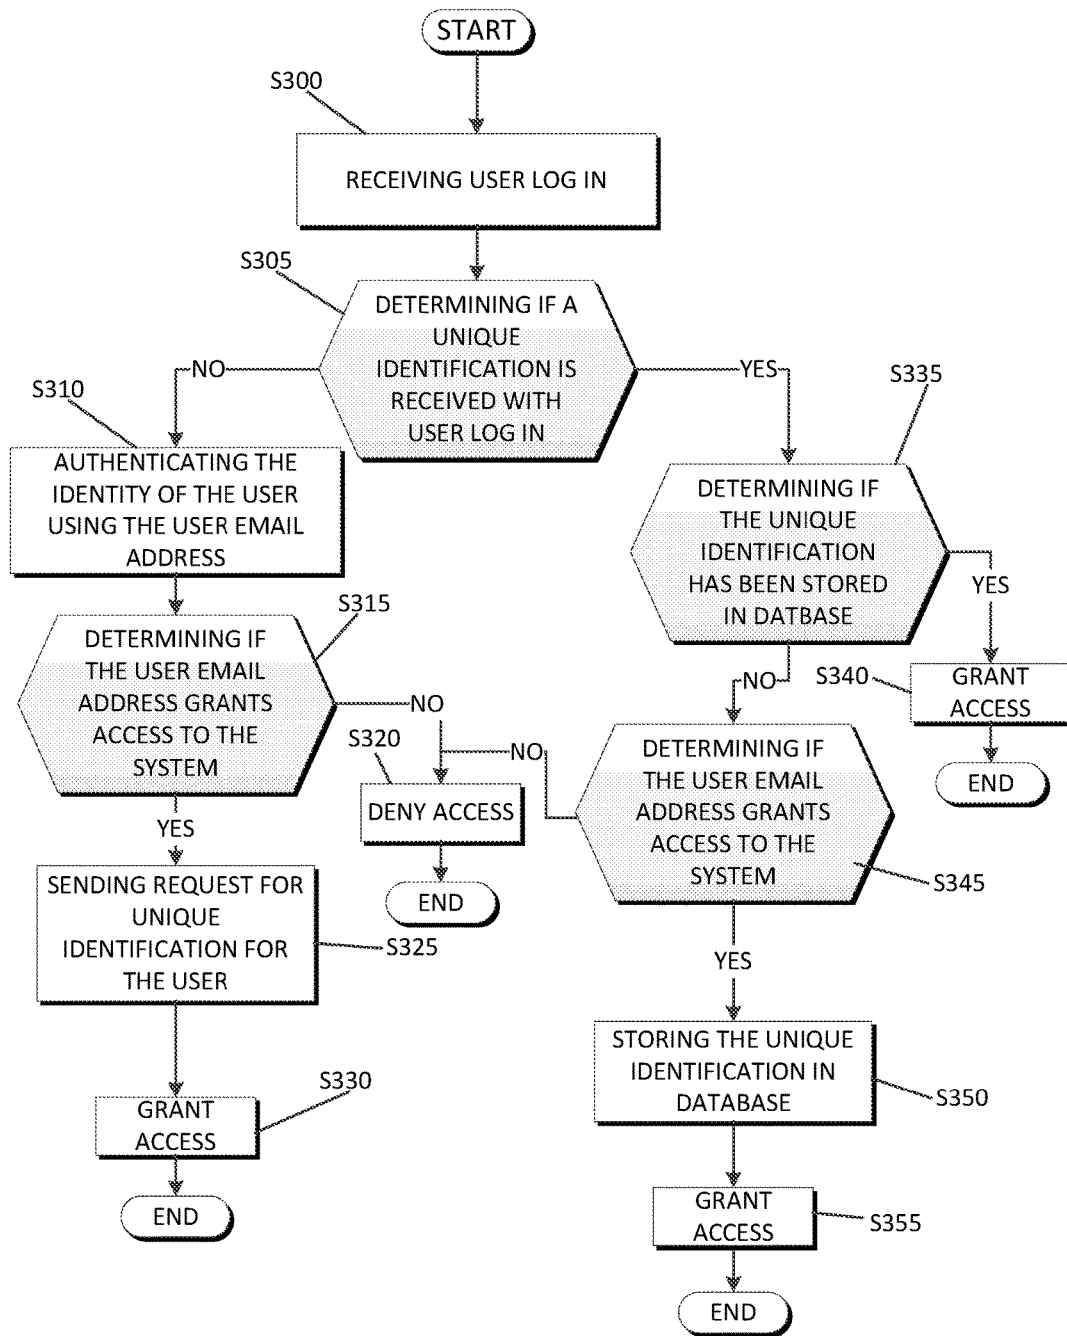 START
S300
RECEIVING USER LOG IN
S305
DETERMINING IF A
UNIQUE
IDENTIFICATION IS
RECEIVED WITH
USER LOG IN
NO
YES
S310
AUTHENTICATING THE
IDENTITY OF THE USER
USING THE USER EMAIL
ADDRESS
S335
DETERMINING IF
THE UNIQUE
IDENTIFICATION
HAS BEEN STORED
IN DATBASE
YES
S340
GRANT
ACCESS
END
NO
S315
DETERMINING IF
THE USER EMAIL
ADDRESS GRANTS
ACCESS TO THE
SYSTEM
NO
S320
DENY ACCESS
END
NO
DETERMINING IF
THE USER EMAIL
ADDRESS GRANTS
ACCESS TO THE
SYSTEM
S345
YES
SENDING REQUEST FOR
UNIQUE
IDENTIFICATION FOR
THE USER
S325
S330
GRANT
ACCESS
END
YES
STORING THE UNIQUE
IDENTIFICATION IN
DATABASE
S350
GRANT
ACCESS
S355
END